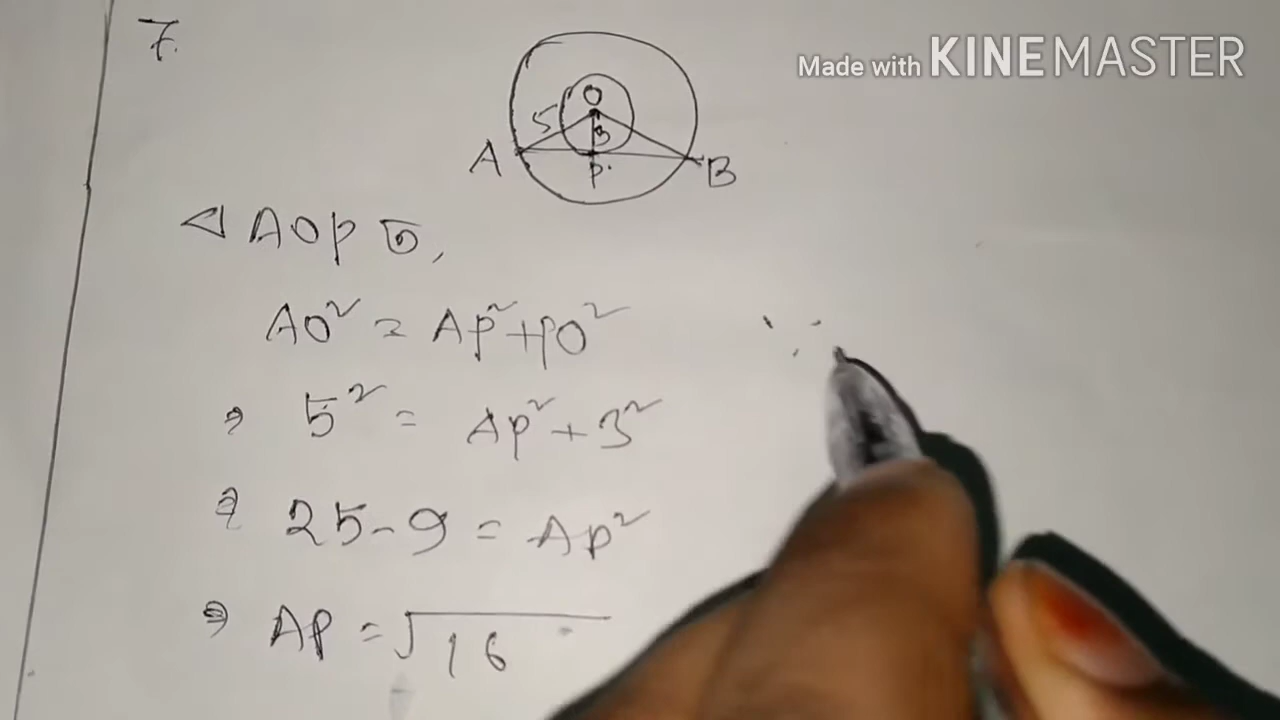 7.
Made with KINEMASTER
O
5
3
A
B
P.
◁ AOP ত,
AO² = AP² + PO²
⇒ 5² = AP² + 3²
⇒ 25 - 9 = AP²
⇒ AP = √16